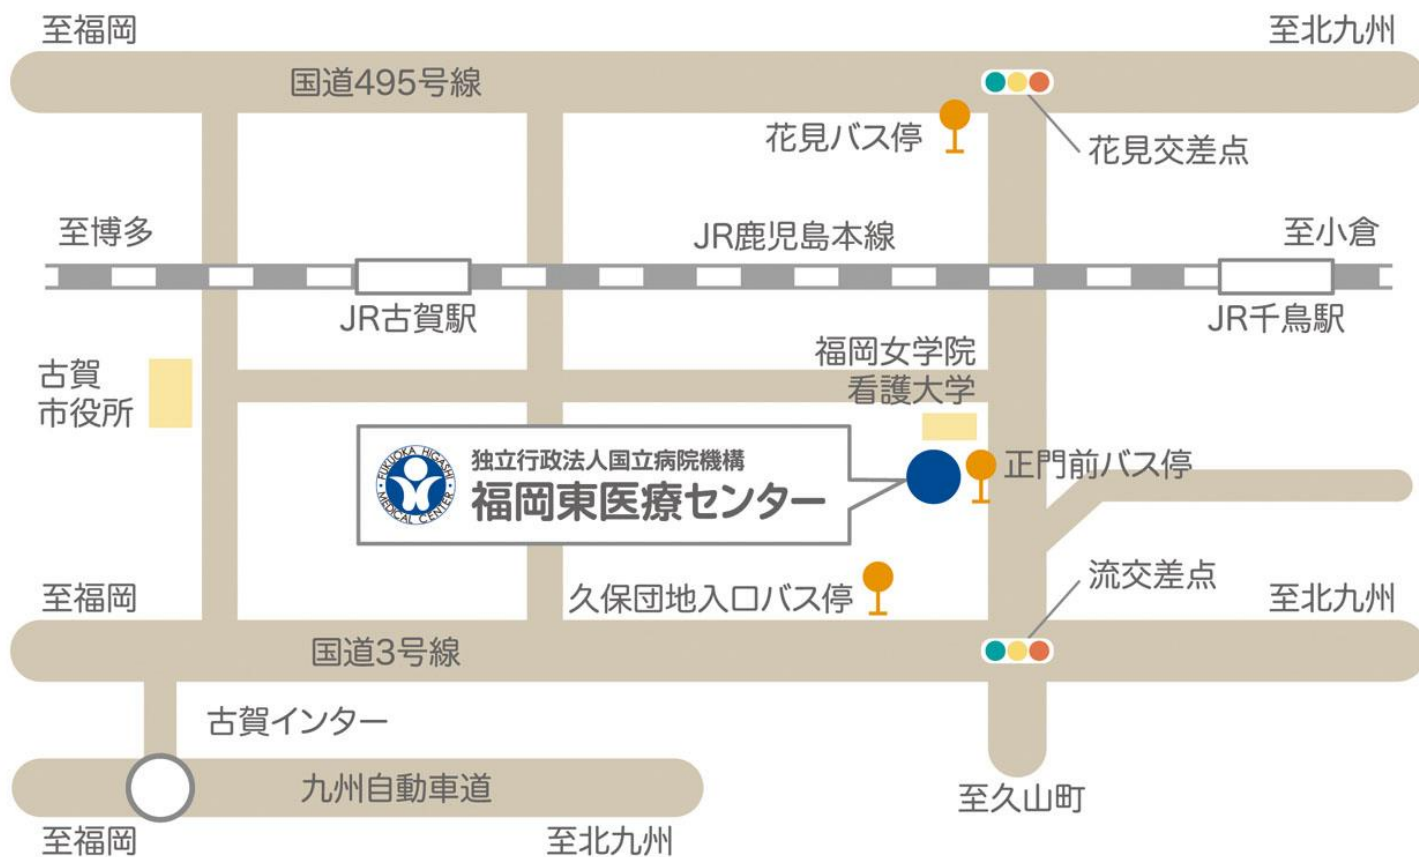 至福岡
至北九州
国道495号線
花見バス停
花見交差点
至博多
JR鹿児島本線
至小倉
JR古賀駅
JR千鳥駅
福岡女学院
看護大学
古賀
市役所
FUKUOKA HIGASHI
MEDICAL CENTER
独立行政法人国立病院機構
福岡東医療センター
正門前バス停
久保団地入口バス停
流交差点
至福岡
至北九州
国道3号線
古賀インター
九州自動車道
至久山町
至福岡
至北九州